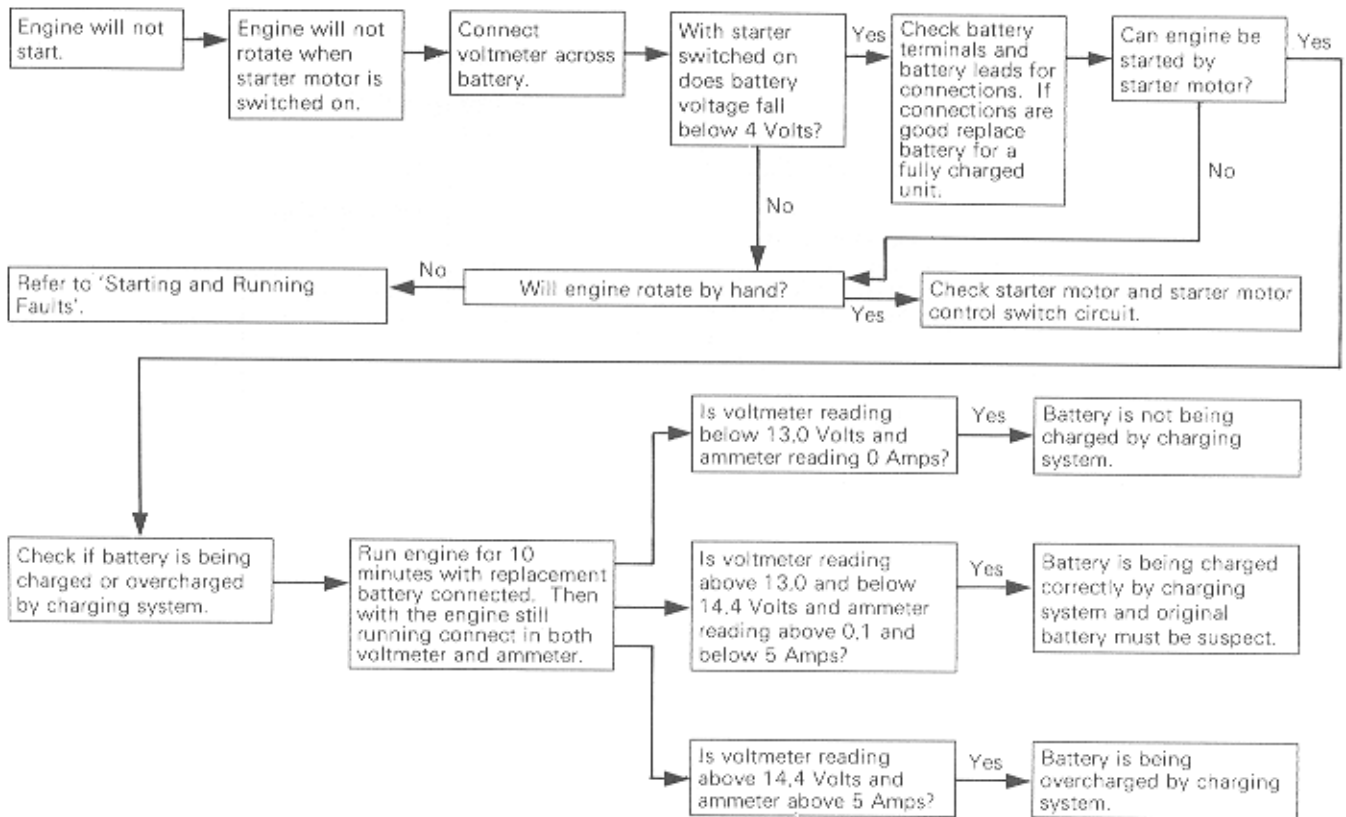 Engine will not
start.
Engine will not
rotate when
starter motor is
switched on.
Connect
voltmeter across
battery.
With starter
switched on
does battery
voltage fall
below 4 Volts?
Yes
Check battery
terminals and
battery leads for
connections. If
connections are
good replace
battery for a
fully charged
unit.
Can engine be
started by
starter motor?
Yes
No
No
Refer to 'Starting and Running
Faults'.
No
Will engine rotate by hand?
Yes
Check starter motor and starter motor
control switch circuit.
Check if battery is being
charged or overcharged
by charging system.
Run engine for 10
minutes with replacement
battery connected. Then
with the engine still
running connect in both
voltmeter and ammeter.
Is voltmeter reading
below 13,0 Volts and
ammeter reading 0 Amps?
Yes
Battery is not being
charged by charging
system.
Is voltmeter reading
above 13,0 and below
14,4 Volts and ammeter
reading above 0,1 and
below 5 Amps?
Yes
Battery is being charged
correctly by charging
system and original
battery must be suspect.
Is voltmeter reading
above 14,4 Volts and
ammeter above 5 Amps?
Yes
Battery is being
overcharged by charging
system.